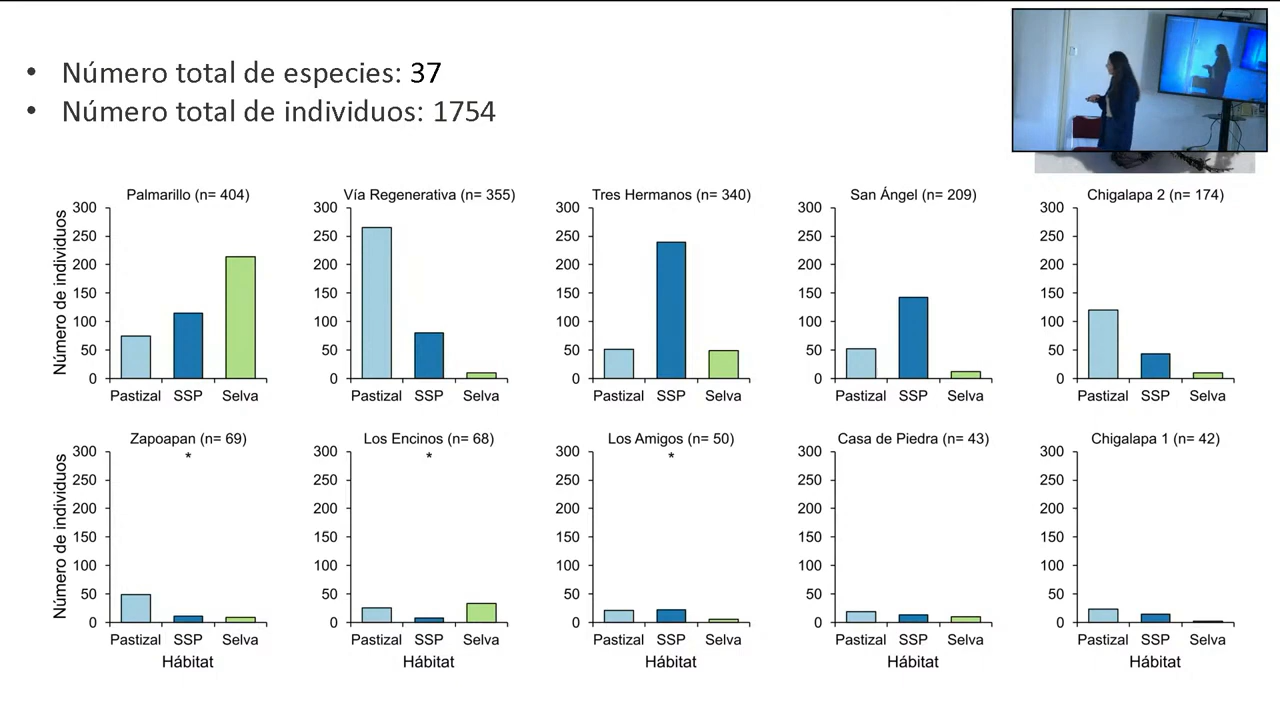 • Número total de especies: 37
• Número total de individuos: 1754
Palmarillo (n= 404)
Número de individuos
300
250
200
150
100
50
0
Pastizal SSP Selva
Vía Regenerativa (n= 355)
300
250
200
150
100
50
0
Pastizal SSP Selva
Tres Hermanos (n= 340)
300
250
200
150
100
50
0
Pastizal SSP Selva
San Ángel (n= 209)
300
250
200
150
100
50
0
Pastizal SSP Selva
Chigalapa 2 (n= 174)
300
250
200
150
100
50
0
Pastizal SSP Selva
Zapoapan (n= 69)
*
Número de individuos
300
250
200
150
100
50
0
Pastizal SSP Selva
Hábitat
Los Encinos (n= 68)
*
300
250
200
150
100
50
0
Pastizal SSP Selva
Hábitat
Los Amigos (n= 50)
*
300
250
200
150
100
50
0
Pastizal SSP Selva
Hábitat
Casa de Piedra (n= 43)
300
250
200
150
100
50
0
Pastizal SSP Selva
Hábitat
Chigalapa 1 (n= 42)
300
250
200
150
100
50
0
Pastizal SSP Selva
Hábitat